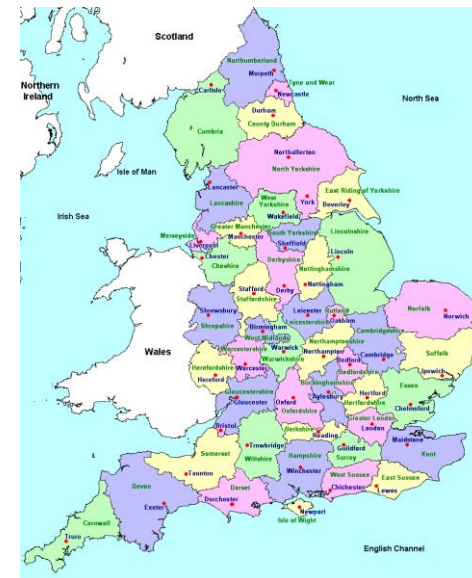 Scotland
Northumberland
Morpeth
Tyne and Wear
Newcastle
Carlisle
Northern
Ireland
North Sea
Durham
County Durham
Cumbria
Northallerton
North Yorkshire
Isle of Man
Lancaster
East Riding of Yorkshire
West
Yorkshire
York
Beverley
Lancashire
Irish Sea
Wakefield
Greater Manchester
Manchester
South Yorkshire
Lincolnshire
Merseyside
Liverpool
Sheffield
Chester
Derbyshire
Lincoln
Cheshire
Nottinghamshire
Nottingham
Stafford
Staffordshire
Derby
Norfolk
Norwich
Shrewsbury
Shropshire
Leicester
Leicestershire
Rutland
Oakham
Birmingham
West Midlands
Cambridgeshire
Wales
Warwick
Warwickshire
Northamptonshire
Northampton
Suffolk
Worcestershire
Worcester
Herefordshire
Hereford
Bedford
Bedfordshire
Cambridge
Ipswich
Gloucestershire
Gloucester
Buckinghamshire
Aylesbury
Hertford
Hertfordshire
Essex
Chelmsford
Oxford
Oxfordshire
Greater London
London
Bristol
Berkshire
Reading
Trowbridge
Wiltshire
Guildford
Surrey
Maidstone
Kent
Somerset
Taunton
Hampshire
Winchester
West Sussex
East Sussex
Chichester
Lewes
Devon
Exeter
Dorset
Dorchester
Newport
Isle of Wight
Cornwall
Truro
English Channel